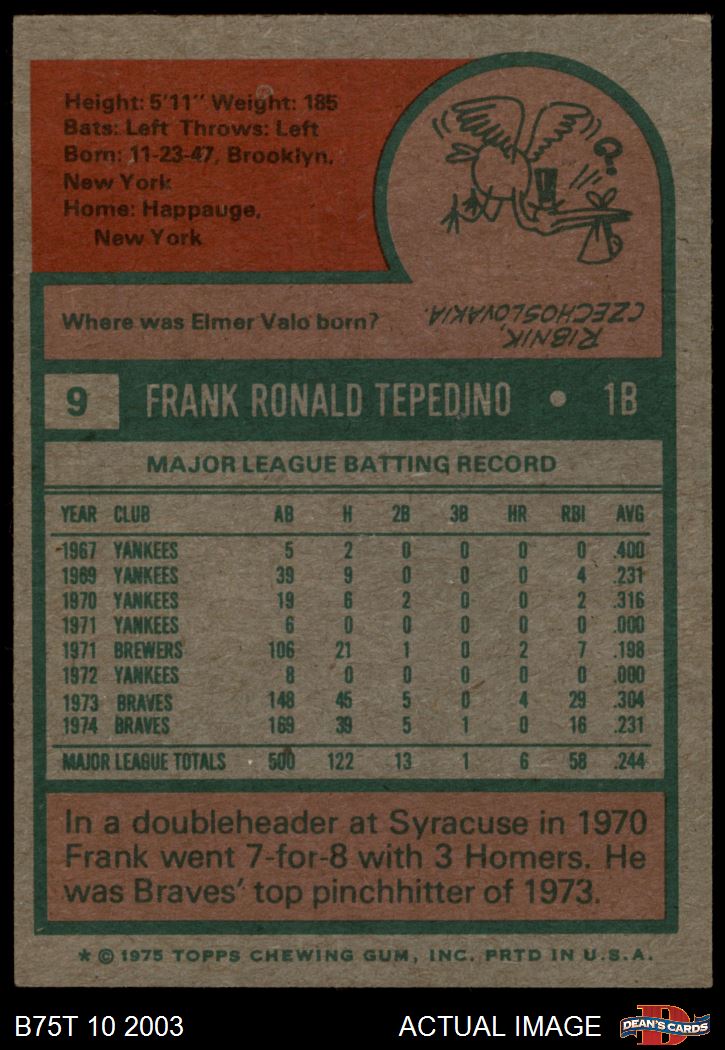 Height: 5'11" Weight: 185
Bats: Left Throws: Left
Born: 11-23-47, Brooklyn,
New York
Home: Happauge,
New York
?
Where was Elmer Valo born?
RIBNIK,
CZECHOSLOVAKIA.
9 FRANK RONALD TEPEDINO • 1B
MAJOR LEAGUE BATTING RECORD
YEAR CLUB AB H 2B 3B HR RBI AVG
1967 YANKEES 5 2 0 0 0 0 .400
1969 YANKEES 39 9 0 0 0 4 .231
1970 YANKEES 19 6 2 0 0 2 .316
1971 YANKEES 6 0 0 0 0 0 .000
1971 BREWERS 106 21 1 0 2 7 .198
1972 YANKEES 8 0 0 0 0 0 .000
1973 BRAVES 148 45 5 0 4 29 .304
1974 BRAVES 169 39 5 1 0 16 .231
MAJOR LEAGUE TOTALS 500 122 13 1 6 58 .244
In a doubleheader at Syracuse in 1970
Frank went 7-for-8 with 3 Homers. He
was Braves' top pinchhitter of 1973.
* © 1975 TOPPS CHEWING GUM, INC. PRTD IN U.S.A.
B75T 10 2003 ACTUAL IMAGE
D
DEAN'S CARDS